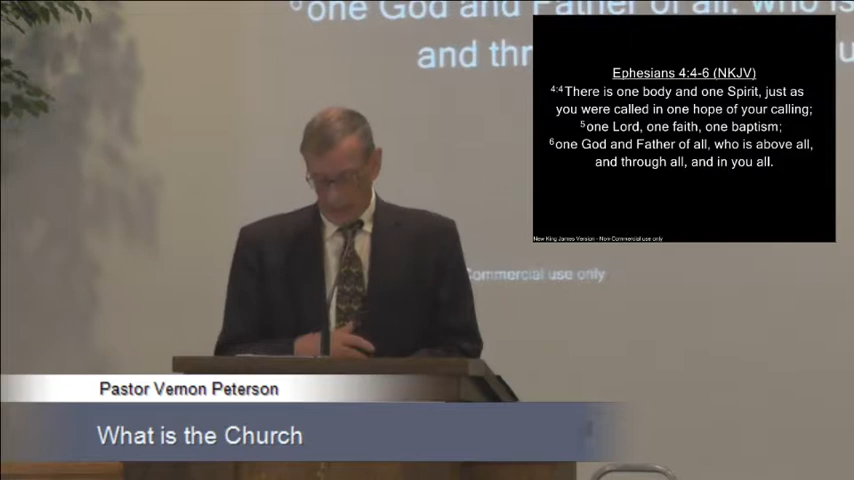 ⁶one God and Father of all, who is
and thr
Ephesians 4:4-6 (NKJV)
4:4There is one body and one Spirit, just as
you were called in one hope of your calling;
⁵one Lord, one faith, one baptism;
⁶one God and Father of all, who is above all,
and through all, and in you all.
New King James Version - Non-Commercial use only
Commercial use only
Pastor Vernon Peterson
What is the Church